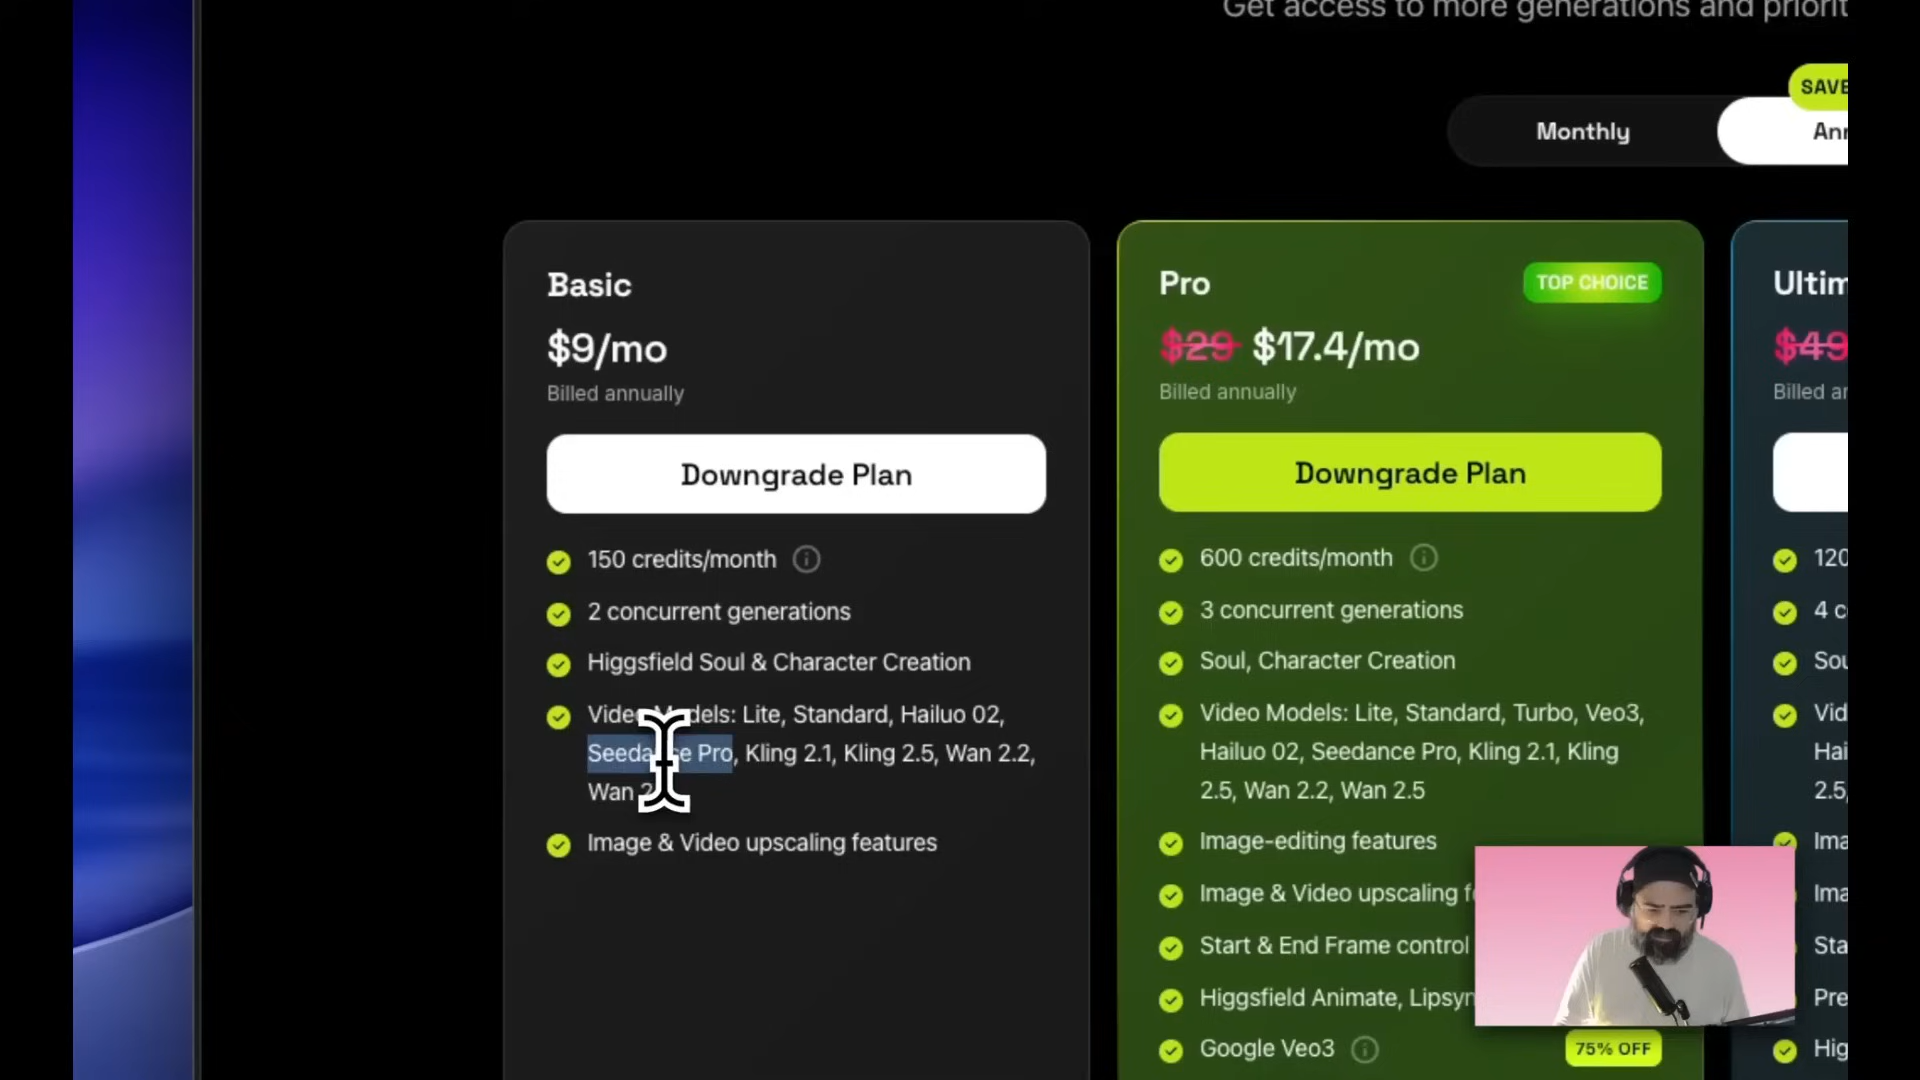 Get access to more generations and priorit
SAVE
Monthly
Ann
Basic
$9/mo
Billed annually
Downgrade Plan
150 credits/month
2 concurrent generations
Higgsfield Soul & Character Creation
Video Models: Lite, Standard, Hailuo 02,
Seedance Pro, Kling 2.1, Kling 2.5, Wan 2.2,
Wan
Image & Video upscaling features
Pro
TOP CHOICE
$29 $17.4/mo
Billed annually
Downgrade Plan
600 credits/month
3 concurrent generations
Soul, Character Creation
Video Models: Lite, Standard, Turbo, Veo3,
Hailuo 02, Seedance Pro, Kling 2.1, Kling
2.5, Wan 2.2, Wan 2.5
Image-editing features
Image & Video upscaling f
Start & End Frame control
Higgsfield Animate, Lipsyn
Google Veo3
75% OFF
Ultim
$49
Billed an
120
4 c
Sou
Vid
Hai
2.5,
Ima
Ima
Sta
Pre
Hig